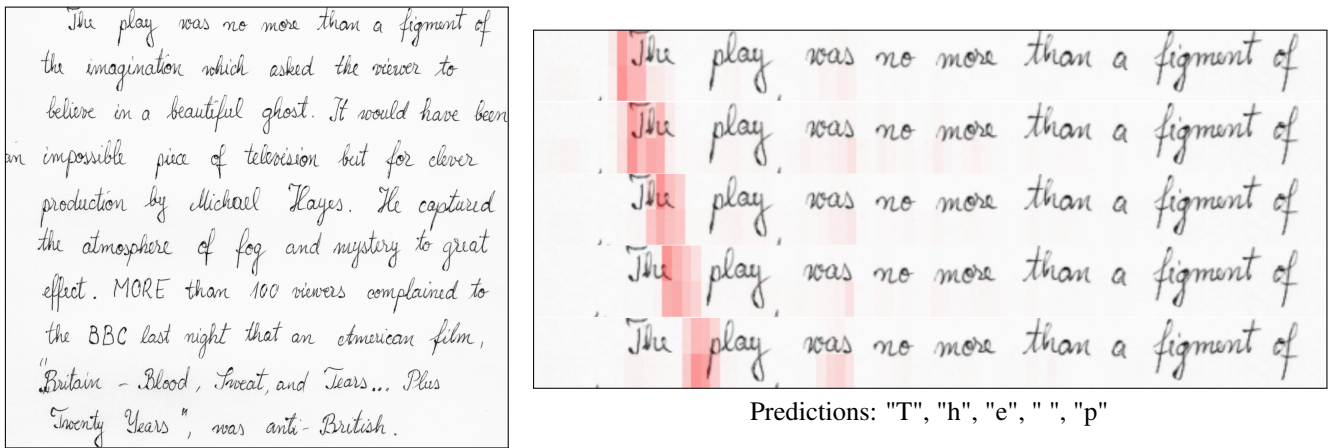 The play was no more than a figment of
the imagination which asked the viewer to
believe in a beautiful ghost. It would have been
an impossible piece of television but for clever
production by Michael Hayes. He captured
the atmosphere of fog and mystery to great
effect. MORE than 100 viewers complained to
the BBC last night that an American film,
"Britain - Blood, Sweat, and Tears... Plus
Twenty Years", was anti-British.
The play was no more than a figment of
The play was no more than a figment of
The play was no more than a figment of
The play was no more than a figment of
The play was no more than a figment of
Predictions: "T", "h", "e", " ", "p"